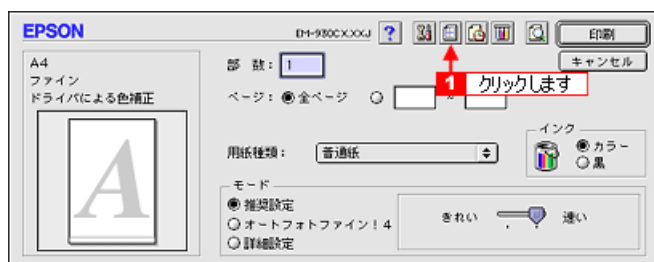 EPSON
EM-930CX.XXJ
?
印刷
キャンセル
A4
ファイン
ドライバによる色補正
A
部 数： 1
1 クリックします
ページ： 全ページ ~
用紙種類： 普通紙
インク
カラー
黒
モード
推奨設定
オートフォトファイン！4
詳細設定
きれい 速い